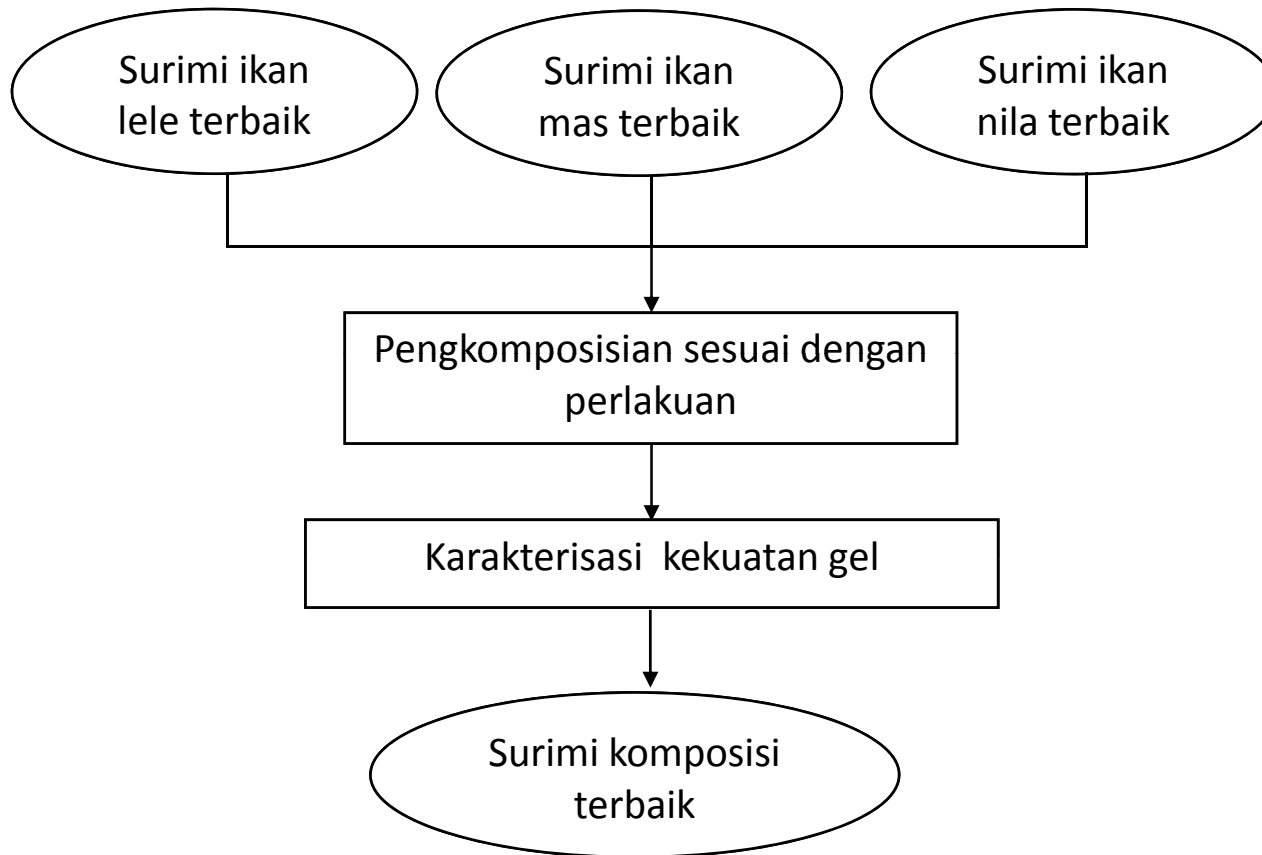 Surimi ikan
lele terbaik
Surimi ikan
mas terbaik
Surimi ikan
nila terbaik
Pengkomposisian sesuai dengan
perlakuan
Karakterisasi  kekuatan gel
Surimi komposisi
terbaik